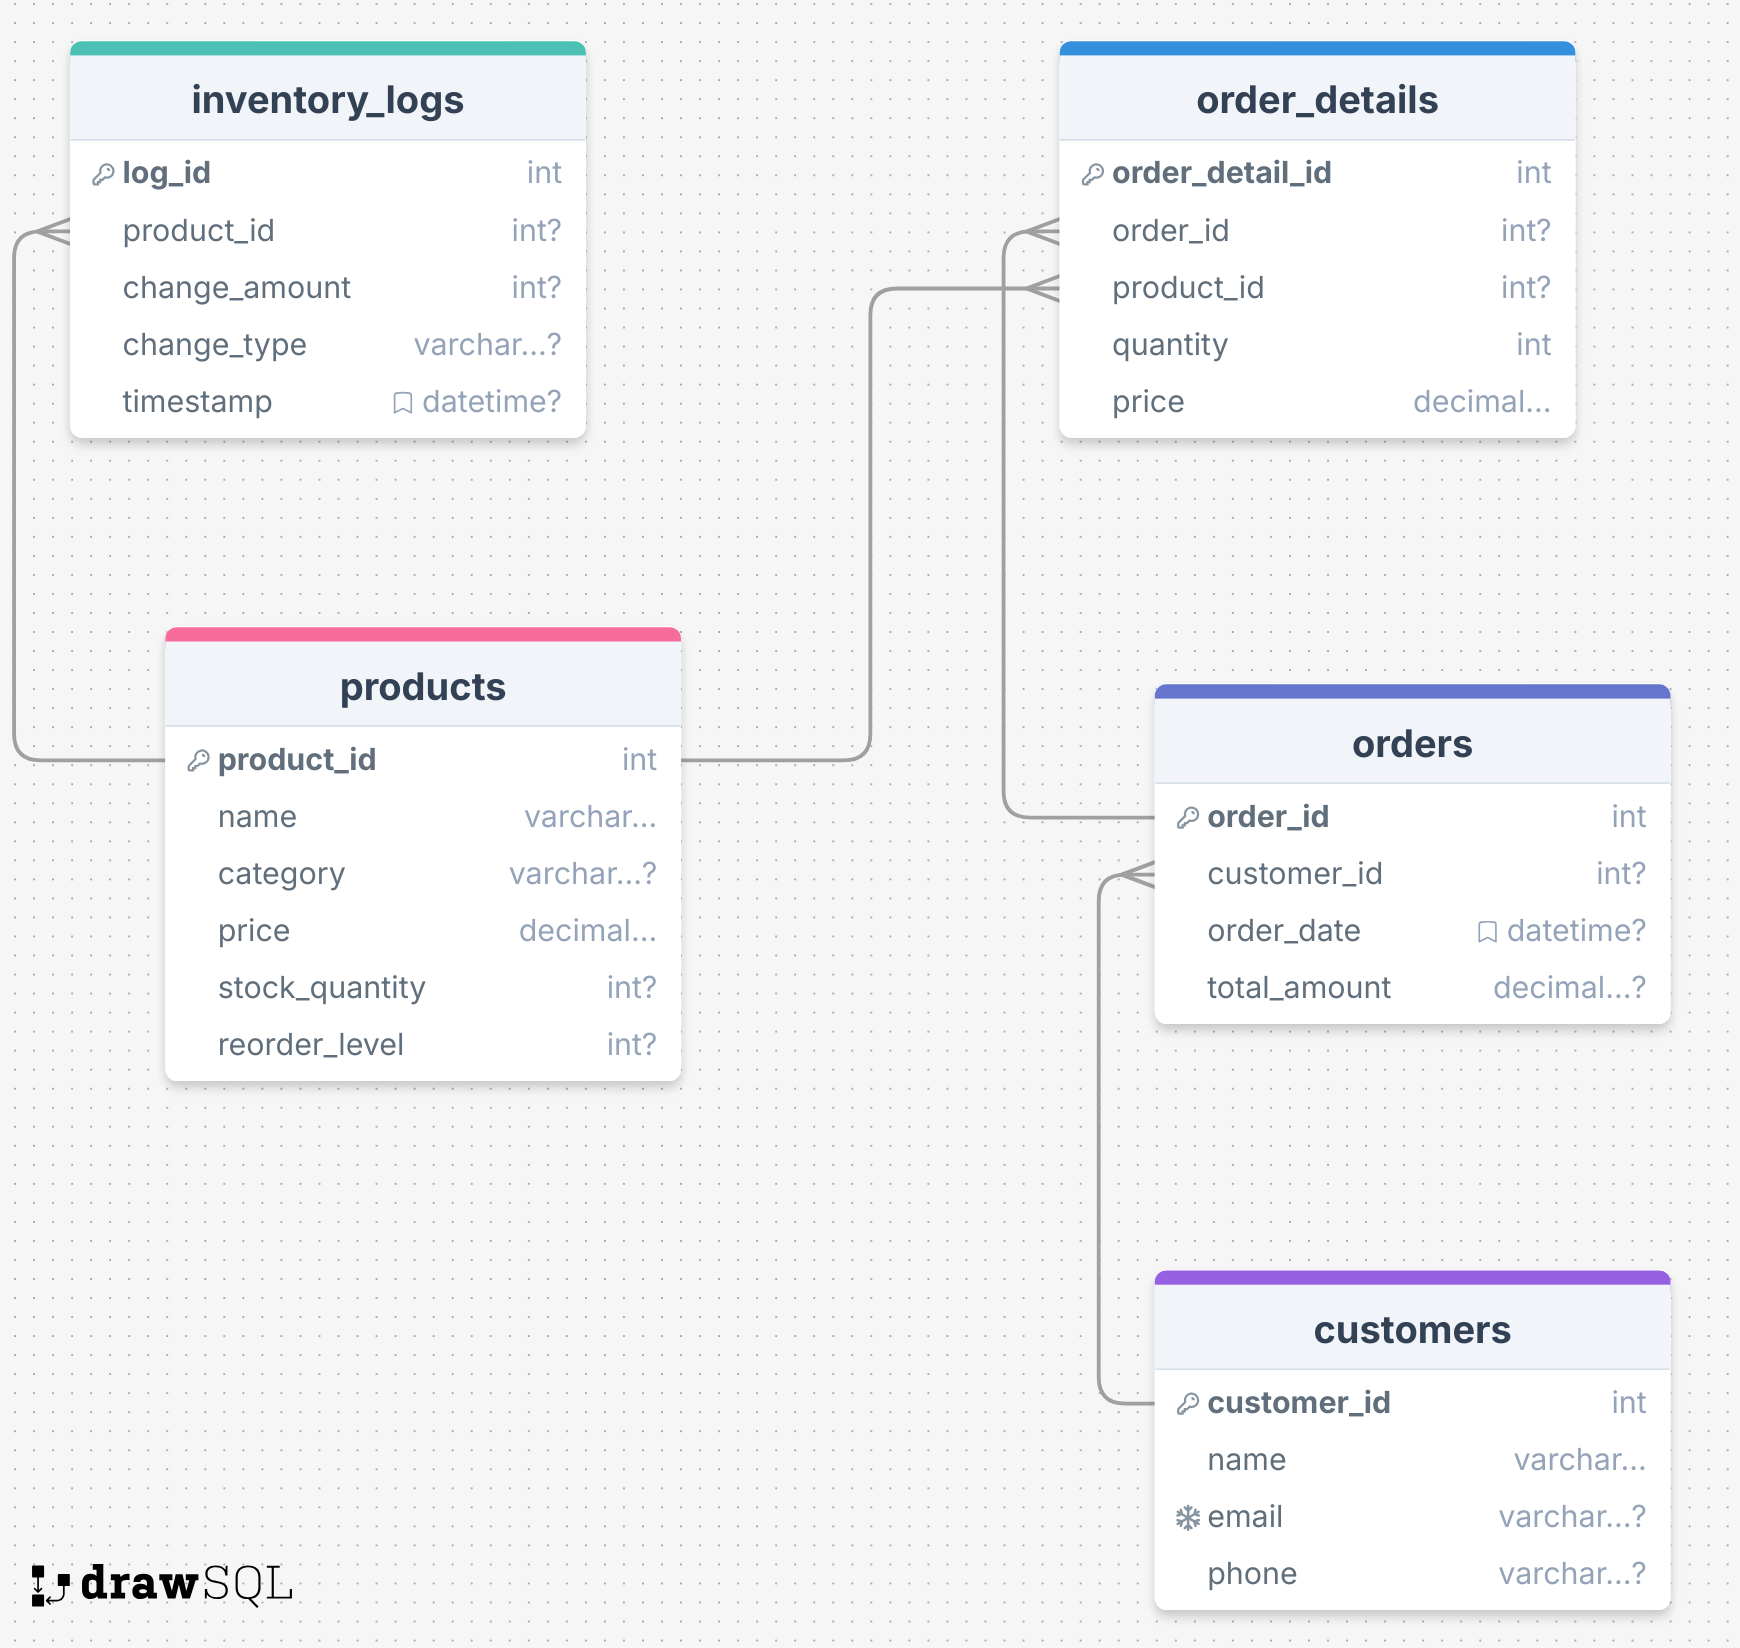 inventory_logs
log_id int
product_id int?
change_amount int?
change_type varchar...?
timestamp datetime?
order_details
order_detail_id int
order_id int?
product_id int?
quantity int
price decimal...
products
product_id int
name varchar...
category varchar...?
price decimal...
stock_quantity int?
reorder_level int?
orders
order_id int
customer_id int?
order_date datetime?
total_amount decimal...?
customers
customer_id int
name varchar...
email varchar...?
phone varchar...?
drawSQL